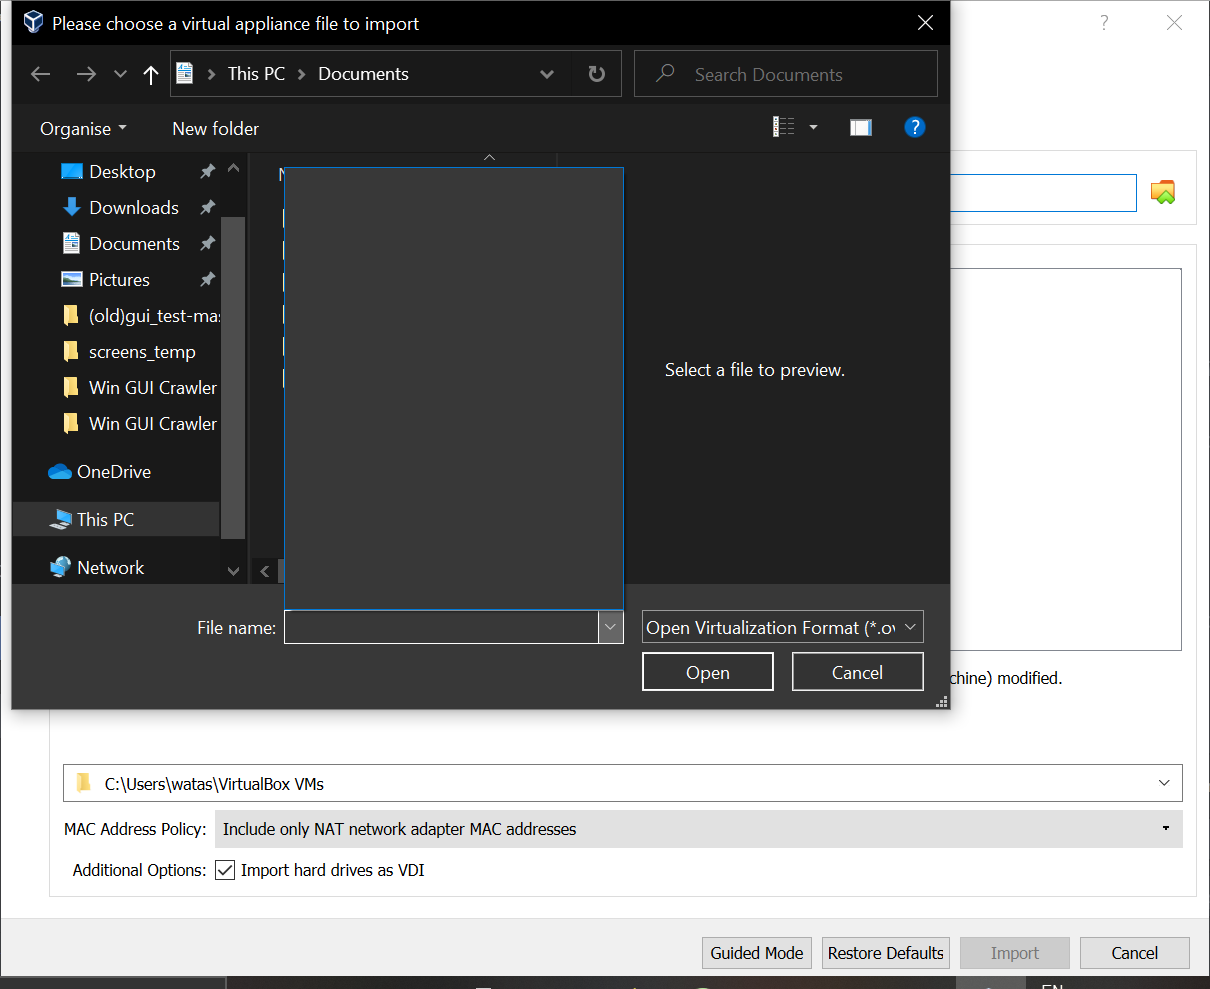 Please choose a virtual appliance file to import
?
This PC
Documents
Search Documents
Organise
New folder
?
Desktop
Downloads
Documents
Pictures
(old)gui_test-ma
screens_temp
Win GUI Crawler
Win GUI Crawler
OneDrive
This PC
Network
Select a file to preview.
File name:
Open Virtualization Format (*.ov
Open
Cancel
chine) modified.
C:\Users\watas\VirtualBox VMs
MAC Address Policy:
Include only NAT network adapter MAC addresses
Additional Options:
Import hard drives as VDI
Guided Mode
Restore Defaults
Import
Cancel
EN